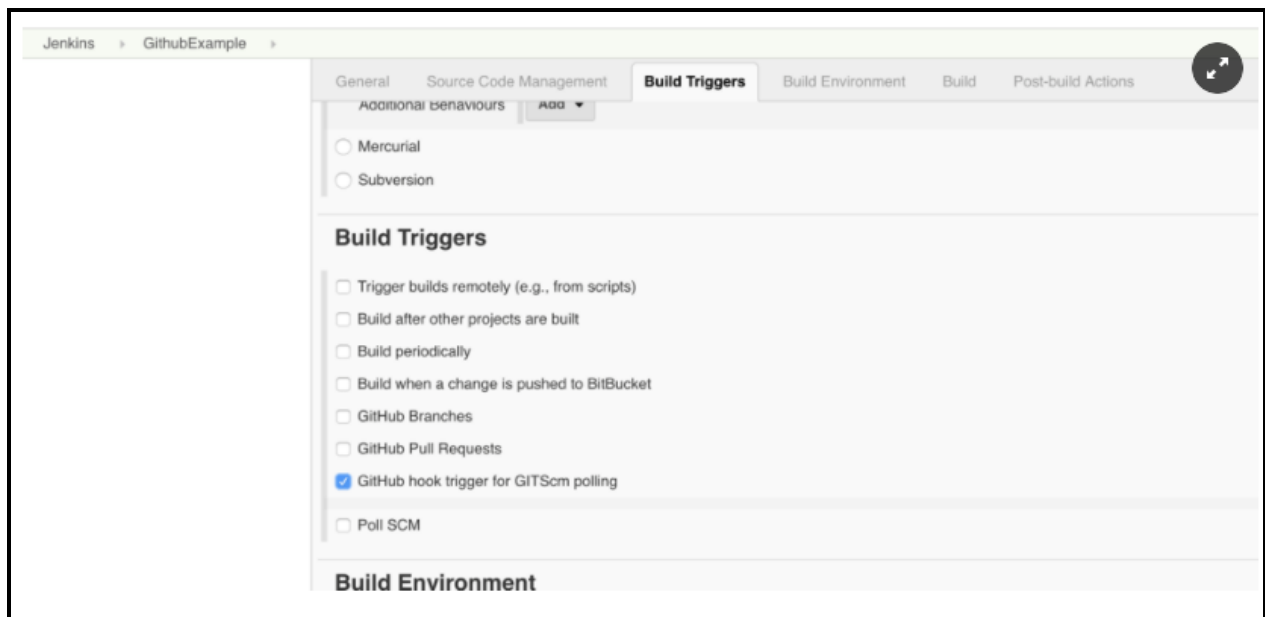 Jenkins GithubExample
General Source Code Management Build Triggers Build Environment Build Post-build Actions
Additional Behaviours Add
Mercurial
Subversion
Build Triggers
Trigger builds remotely (e.g., from scripts)
Build after other projects are built
Build periodically
Build when a change is pushed to BitBucket
GitHub Branches
GitHub Pull Requests
GitHub hook trigger for GITScm polling
Poll SCM
Build Environment